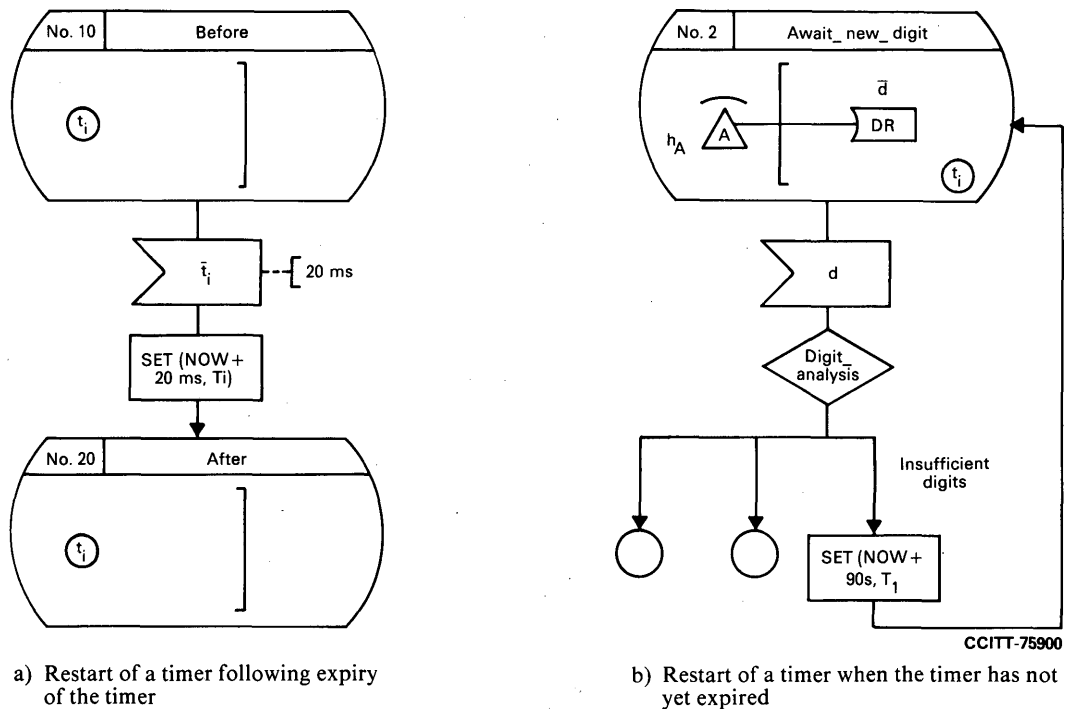 No. 10 Before
t_i
t̄_i
20 ms
SET (NOW +
20 ms, Ti)
No. 20 After
t_i
a) Restart of a timer following expiry
of the timer
No. 2 Await_ new_ digit
d̄
A
DR
h_A
t_i
d
Digit_
analysis
Insufficient
digits
SET (NOW +
90s, T_1
CCITT-75900
b) Restart of a timer when the timer has not
yet expired